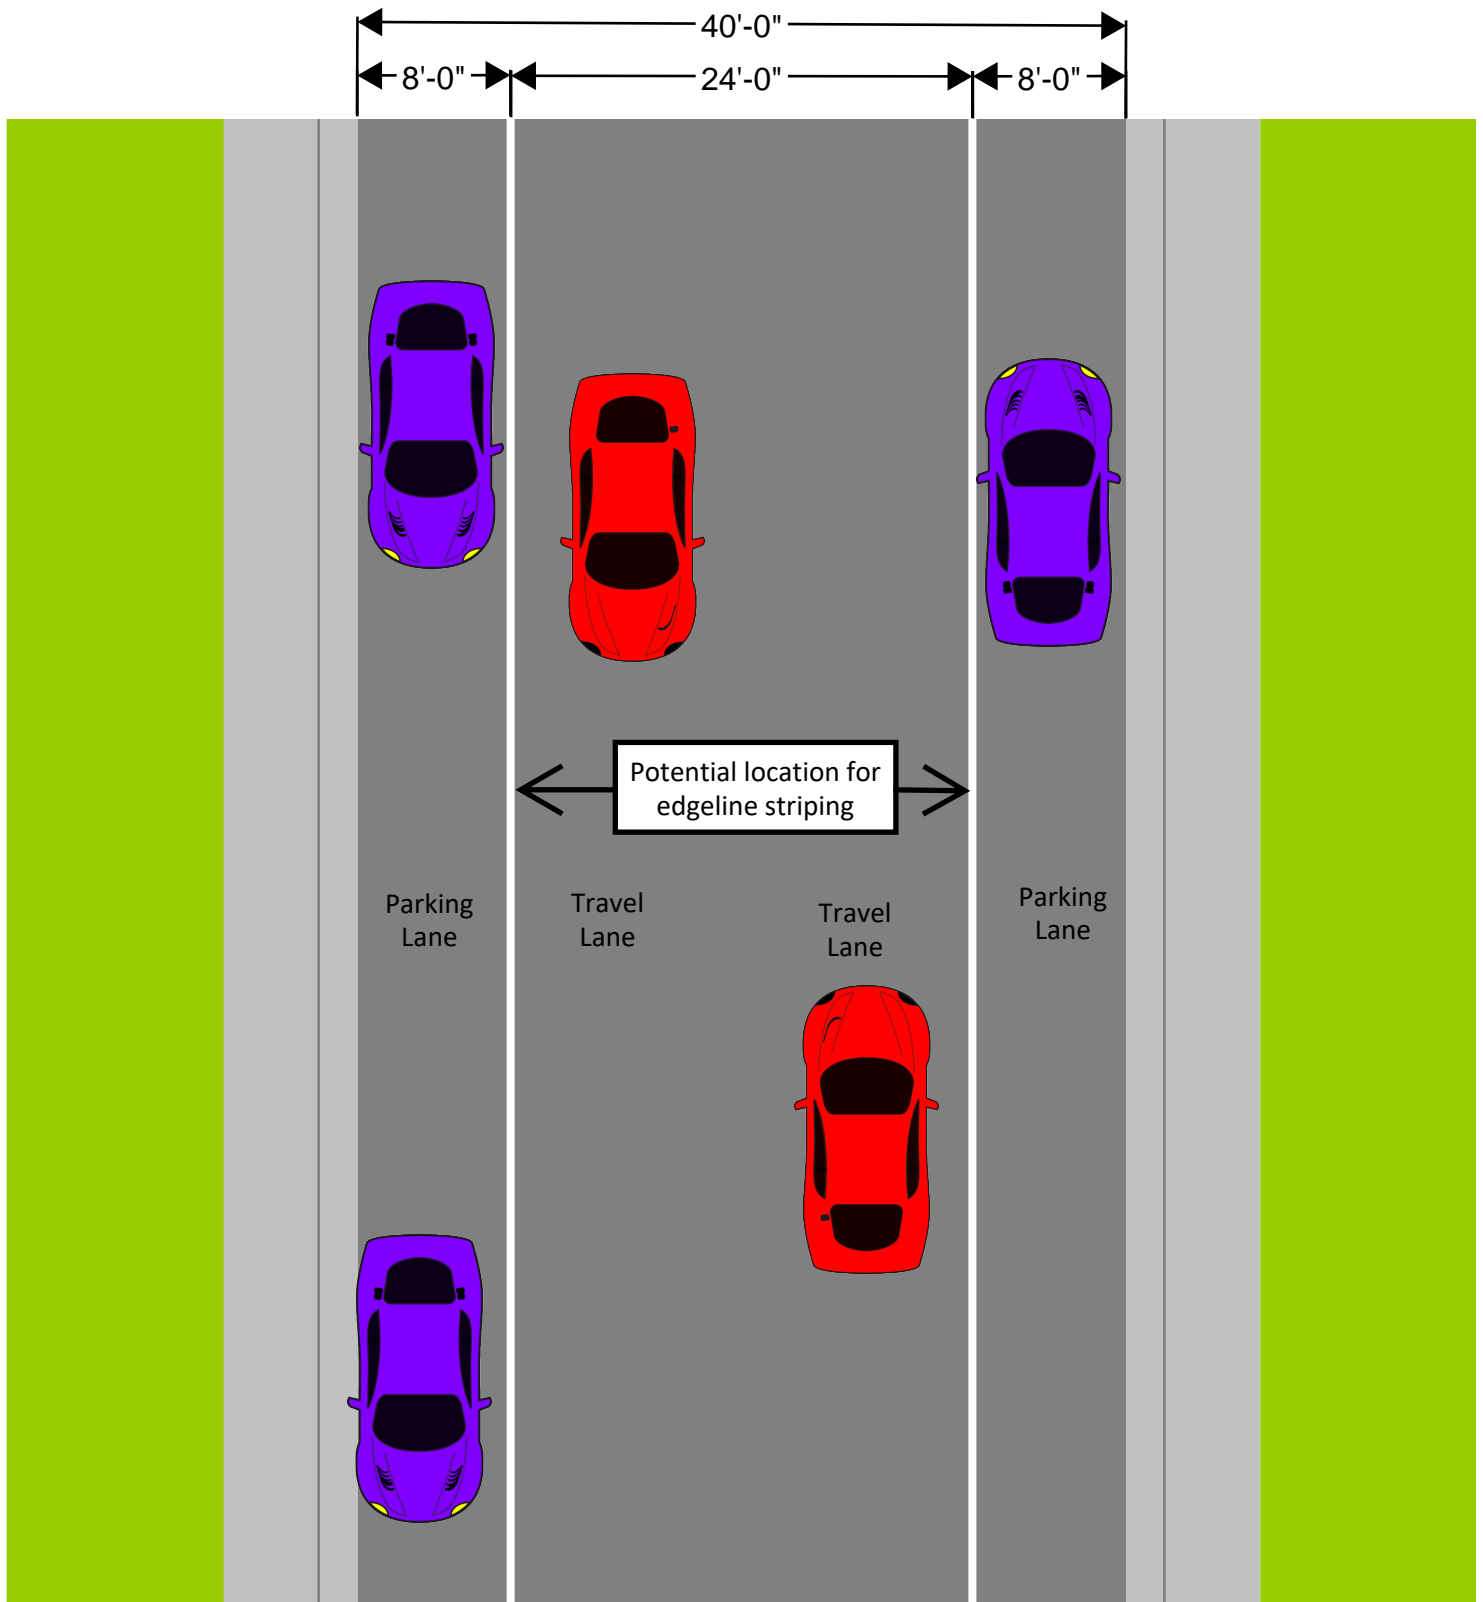 40'-0"
8'-0"
24'-0"
8'-0"
Potential location for
edgeline striping
Parking
Lane
Travel
Lane
Travel
Lane
Parking
Lane